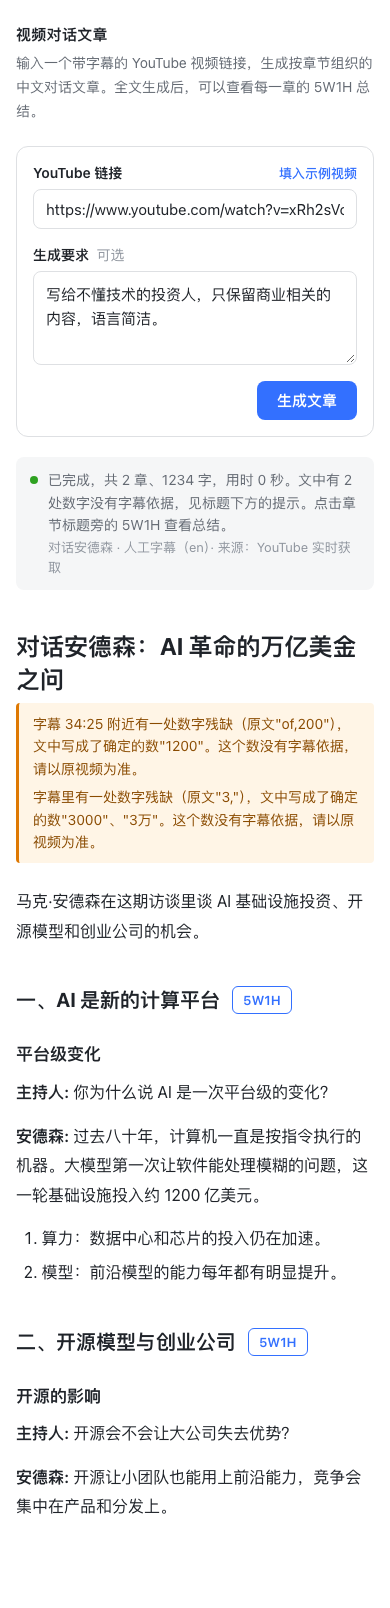 视频对话文章
输入一个带字幕的 YouTube 视频链接，生成按章节组织的
中文对话文章。全文生成后，可以查看每一章的 5W1H 总
结。
YouTube 链接
填入示例视频
https://www.youtube.com/watch?v=xRh2sVc
生成要求 可选
写给不懂技术的投资人，只保留商业相关的
内容，语言简洁。
生成文章
已完成，共 2 章、1234 字，用时 0 秒。文中有 2
处数字没有字幕依据，见标题下方的提示。点击章
节标题旁的 5W1H 查看总结。
对话安德森 · 人工字幕（en）· 来源：YouTube 实时获
取
对话安德森：AI 革命的万亿美金
之问
字幕 34:25 附近有一处数字残缺（原文"of,200"），
文中写成了确定的数"1200"。这个数没有字幕依据，
请以原视频为准。
字幕里有一处数字残缺（原文"3,"），文中写成了确定
的数"3000"、"3万"。这个数没有字幕依据，请以原
视频为准。
马克·安德森在这期访谈里谈 AI 基础设施投资、开
源模型和创业公司的机会。
一、AI 是新的计算平台 5W1H
平台级变化
主持人: 你为什么说 AI 是一次平台级的变化?
安德森: 过去八十年，计算机一直是按指令执行的
机器。大模型第一次让软件能处理模糊的问题，这
一轮基础设施投入约 1200 亿美元。
1. 算力：数据中心和芯片的投入仍在加速。
2. 模型：前沿模型的能力每年都有明显提升。
二、开源模型与创业公司 5W1H
开源的影响
主持人: 开源会不会让大公司失去优势?
安德森: 开源让小团队也能用上前沿能力，竞争会
集中在产品和分发上。